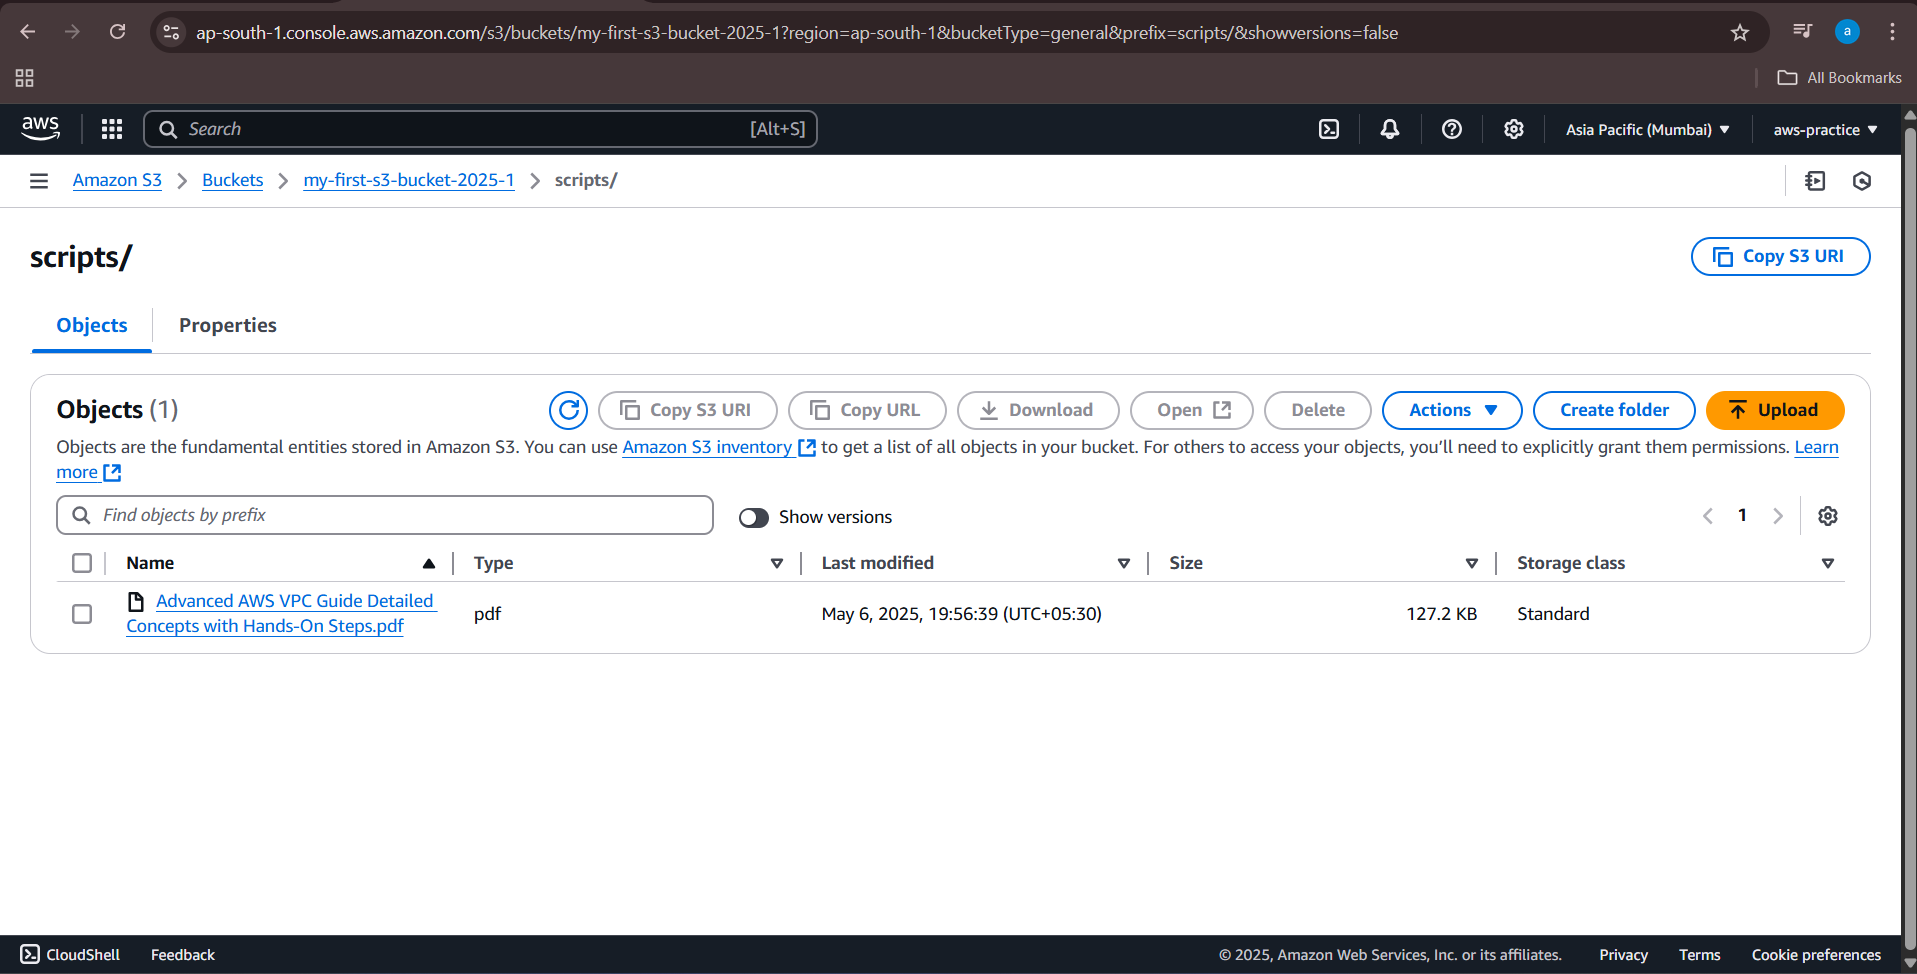 ap-south-1.console.aws.amazon.com/s3/buckets/my-first-s3-bucket-2025-1?region=ap-south-1&bucketType=general&prefix=scripts/&showversions=false
a
All Bookmarks
aws
Search
[Alt+S]
Asia Pacific (Mumbai)
aws-practice
Amazon S3
Buckets
my-first-s3-bucket-2025-1
scripts/
scripts/
Copy S3 URI
Objects
Properties
Objects (1)
Copy S3 URI
Copy URL
Download
Open
Delete
Actions
Create folder
Upload
Objects are the fundamental entities stored in Amazon S3. You can use Amazon S3 inventory to get a list of all objects in your bucket. For others to access your objects, you’ll need to explicitly grant them permissions. Learn
more
Find objects by prefix
Show versions
1
Name
Type
Last modified
Size
Storage class
Advanced AWS VPC Guide Detailed
Concepts with Hands-On Steps.pdf
pdf
May 6, 2025, 19:56:39 (UTC+05:30)
127.2 KB
Standard
CloudShell
Feedback
© 2025, Amazon Web Services, Inc. or its affiliates.
Privacy
Terms
Cookie preferences